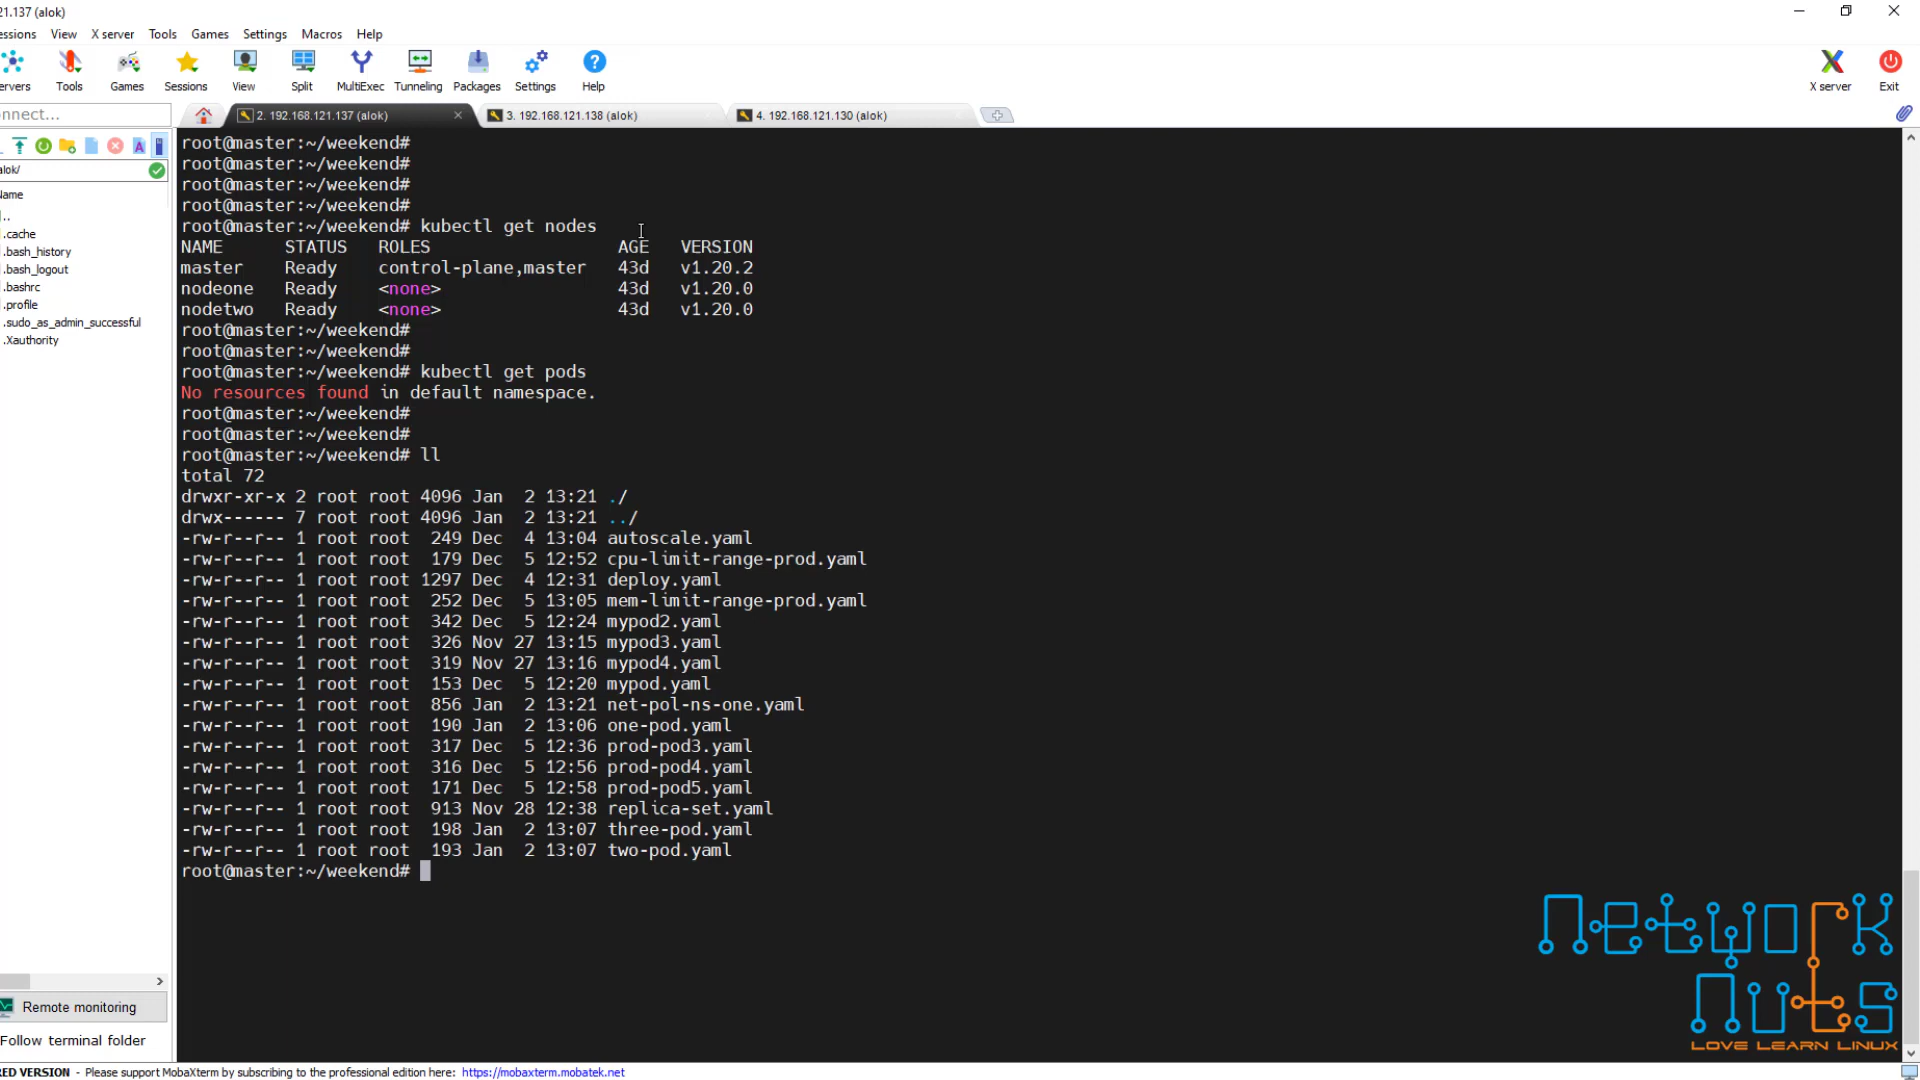 21.137 (alok)
essions View X server Tools Games Settings Macros Help
ervers Tools Games Sessions View Split MultiExec Tunneling Packages Settings Help X server Exit
nnect... 2. 192.168.121.137 (alok) 3. 192.168.121.138 (alok) 4. 192.168.121.130 (alok)
alok/
Name
..
.cache
.bash_history
.bash_logout
.bashrc
.profile
.sudo_as_admin_successful
.Xauthority
Remote monitoring
Follow terminal folder
root@master:~/weekend#
root@master:~/weekend#
root@master:~/weekend#
root@master:~/weekend#
root@master:~/weekend# kubectl get nodes
NAME STATUS ROLES AGE VERSION
master Ready control-plane,master 43d v1.20.2
nodeone Ready <none> 43d v1.20.0
nodetwo Ready <none> 43d v1.20.0
root@master:~/weekend#
root@master:~/weekend#
root@master:~/weekend# kubectl get pods
No resources found in default namespace.
root@master:~/weekend#
root@master:~/weekend#
root@master:~/weekend# ll
total 72
drwxr-xr-x 2 root root 4096 Jan 2 13:21 ./
drwx------ 7 root root 4096 Jan 2 13:21 ../
-rw-r--r-- 1 root root 249 Dec 4 13:04 autoscale.yaml
-rw-r--r-- 1 root root 179 Dec 5 12:52 cpu-limit-range-prod.yaml
-rw-r--r-- 1 root root 1297 Dec 4 12:31 deploy.yaml
-rw-r--r-- 1 root root 252 Dec 5 13:05 mem-limit-range-prod.yaml
-rw-r--r-- 1 root root 342 Dec 5 12:24 mypod2.yaml
-rw-r--r-- 1 root root 326 Nov 27 13:15 mypod3.yaml
-rw-r--r-- 1 root root 319 Nov 27 13:16 mypod4.yaml
-rw-r--r-- 1 root root 153 Dec 5 12:20 mypod.yaml
-rw-r--r-- 1 root root 856 Jan 2 13:21 net-pol-ns-one.yaml
-rw-r--r-- 1 root root 190 Jan 2 13:06 one-pod.yaml
-rw-r--r-- 1 root root 317 Dec 5 12:36 prod-pod3.yaml
-rw-r--r-- 1 root root 316 Dec 5 12:56 prod-pod4.yaml
-rw-r--r-- 1 root root 171 Dec 5 12:58 prod-pod5.yaml
-rw-r--r-- 1 root root 913 Nov 28 12:38 replica-set.yaml
-rw-r--r-- 1 root root 198 Jan 2 13:07 three-pod.yaml
-rw-r--r-- 1 root root 193 Jan 2 13:07 two-pod.yaml
root@master:~/weekend#
Network
Nuts
LOVE LEARN LINUX
RED VERSION - Please support MobaXterm by subscribing to the professional edition here: https://mobaxterm.mobatek.net